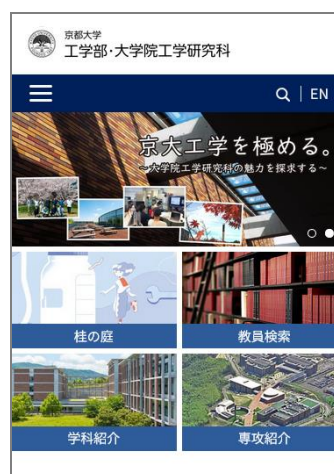 京都大学
工学部・大学院工学研究科
EN
京大工学を極める。
~大学院工学研究科の魅力を探求する~
桂の庭
教員検索
学科紹介
専攻紹介